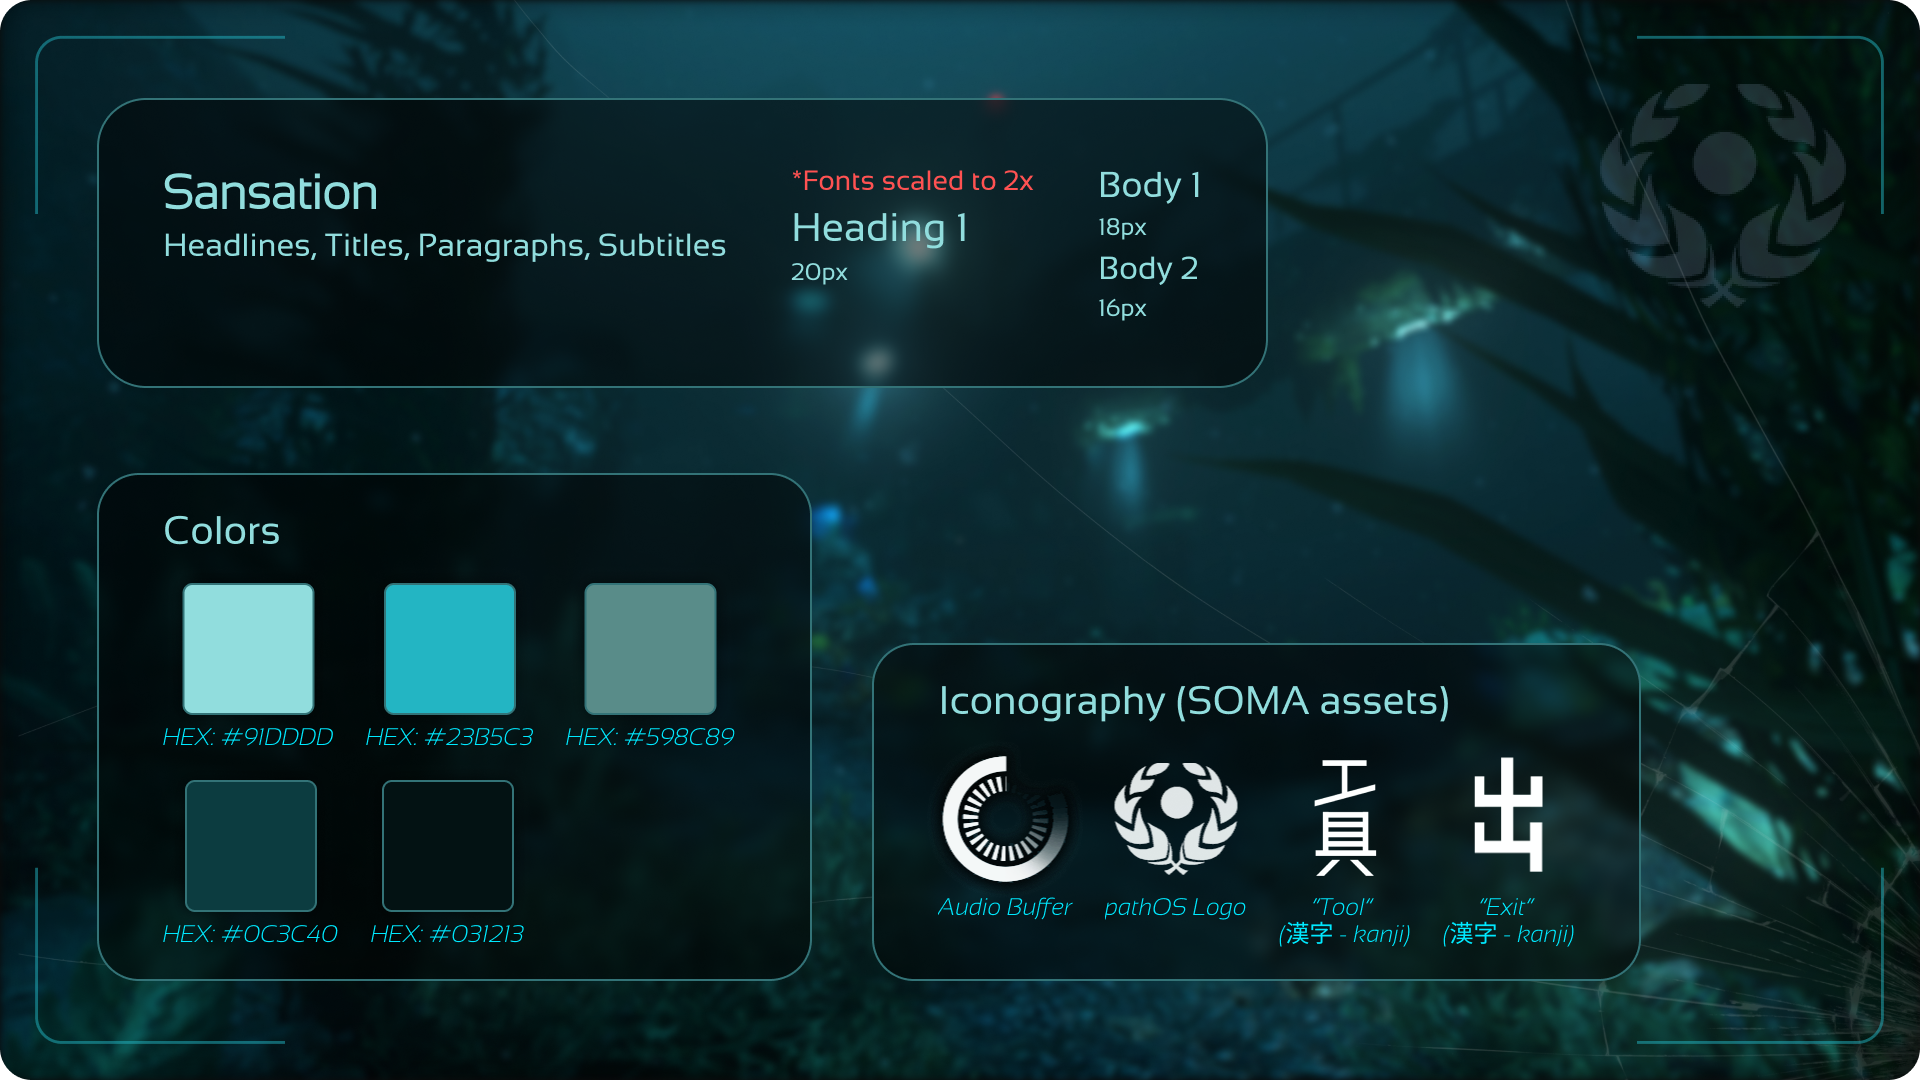 Sansation
Headlines, Titles, Paragraphs, Subtitles
*Fonts scaled to 2x
Heading 1
20px
Body 1
18px
Body 2
16px
Colors
HEX: #91DDDD
HEX: #23B5C3
HEX: #598C89
HEX: #0C3C40
HEX: #031213
Iconography (SOMA assets)
工具
出
Audio Buffer
pathOS Logo
"Tool"
(漢字 - kanji)
"Exit"
(漢字 - kanji)